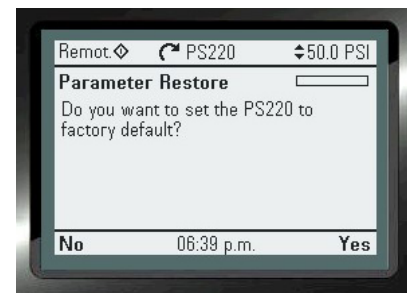 Remot. PS220 50.0 PSI
Parameter Restore
Do you want to set the PS220 to
factory default?
No 06:39 p.m. Yes